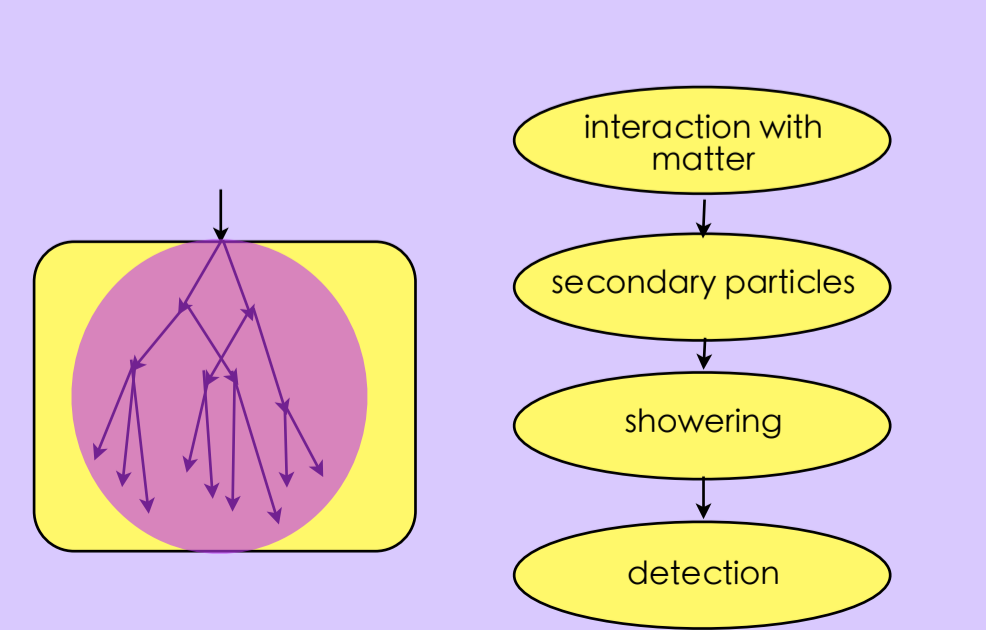 interaction with
matter
secondary particles
showering
detection